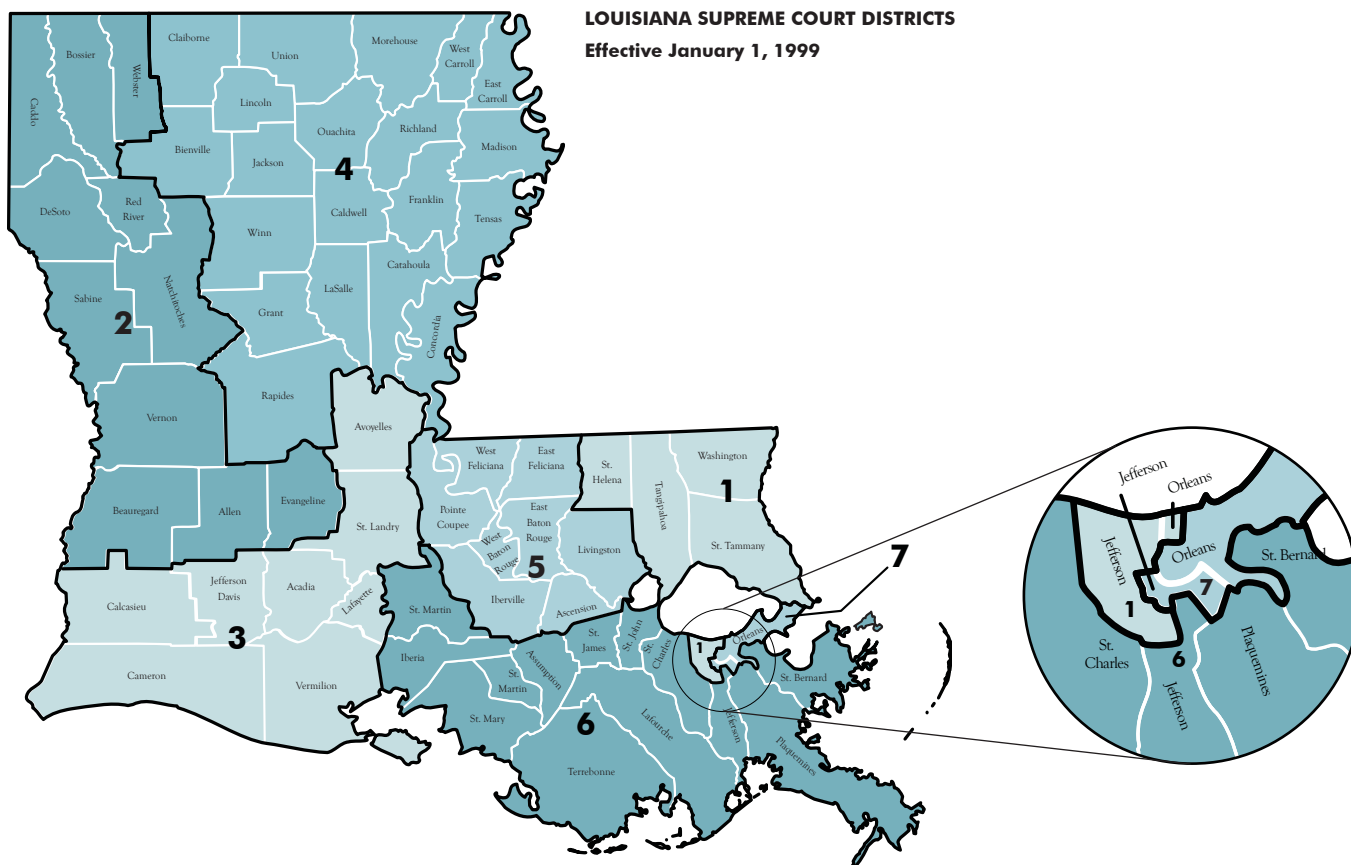 LOUISIANA SUPREME COURT DISTRICTS
Effective January 1, 1999
Caddo
Bossier
Webster
Claiborne
Union
Morehouse
West
Carroll
East
Carroll
Lincoln
Ouachita
Richland
Madison
Bienville
Jackson
4
DeSoto
Red
River
Winn
Caldwell
Franklin
Tensas
Sabine
Natchitoches
2
Grant
LaSalle
Catahoula
Concordia
Vernon
Rapides
Avoyelles
Beauregard
Allen
Evangeline
St. Landry
Calcasieu
Jefferson
Davis
Acadia
Lafayette
3
Cameron
Vermilion
West
Feliciana
East
Feliciana
St.
Helena
Tangipahoa
Washington
1
St. Tammany
Pointe
Coupee
West
Baton
Rouge
East
Baton
Rouge
Livingston
5
Iberville
Ascension
7
St. Martin
Iberia
St.
Martin
St. Mary
Assumption
St.
James
St. John
St.
Charles
1
Orleans
St. Bernard
6
Lafourche
Jefferson
Plaquemines
Terrebonne
Jefferson
Orleans
Jefferson
Orleans
St. Bernard
1
7
St.
Charles
6
Jefferson
Plaquemines